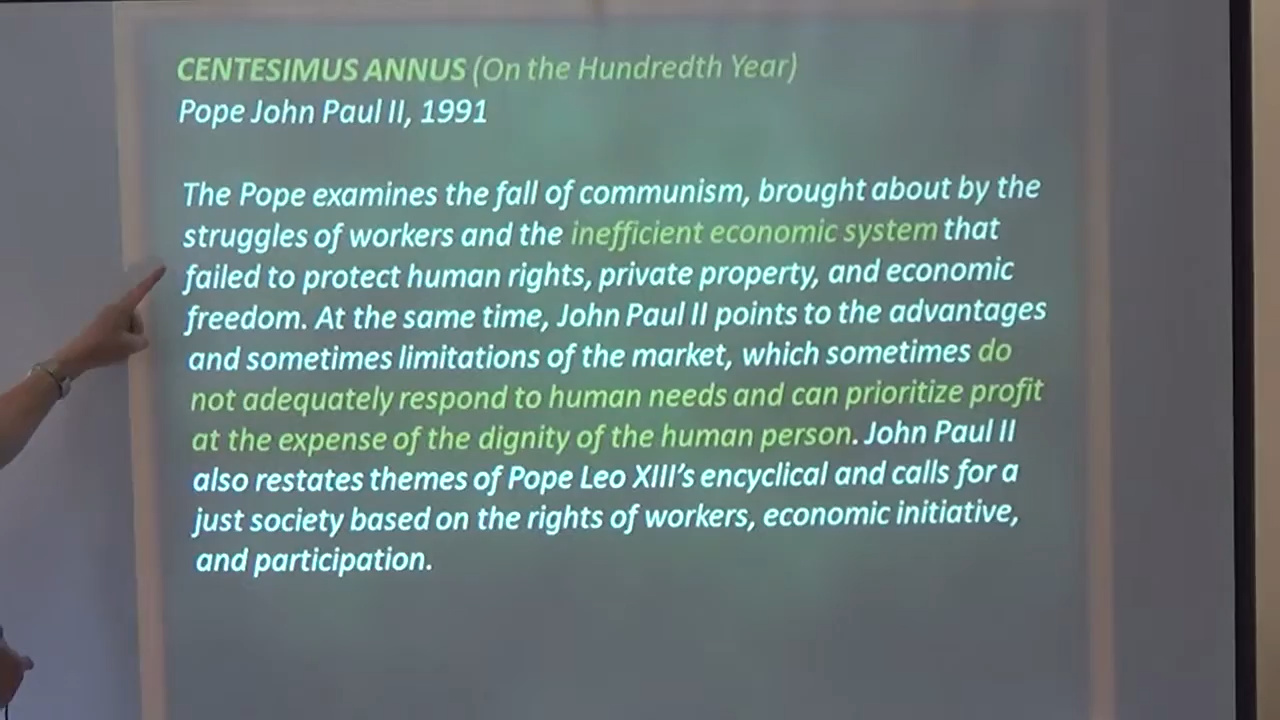 CENTESIMUS ANNUS (On the Hundredth Year)
Pope John Paul II, 1991
The Pope examines the fall of communism, brought about by the
struggles of workers and the inefficient economic system that
failed to protect human rights, private property, and economic
freedom. At the same time, John Paul II points to the advantages
and sometimes limitations of the market, which sometimes do
not adequately respond to human needs and can prioritize profit
at the expense of the dignity of the human person. John Paul II
also restates themes of Pope Leo XIII's encyclical and calls for a
just society based on the rights of workers, economic initiative,
and participation.